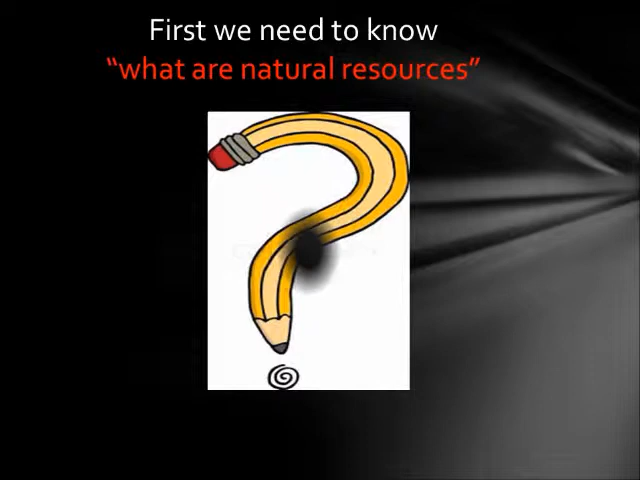 First we need to know
“what are natural resources”